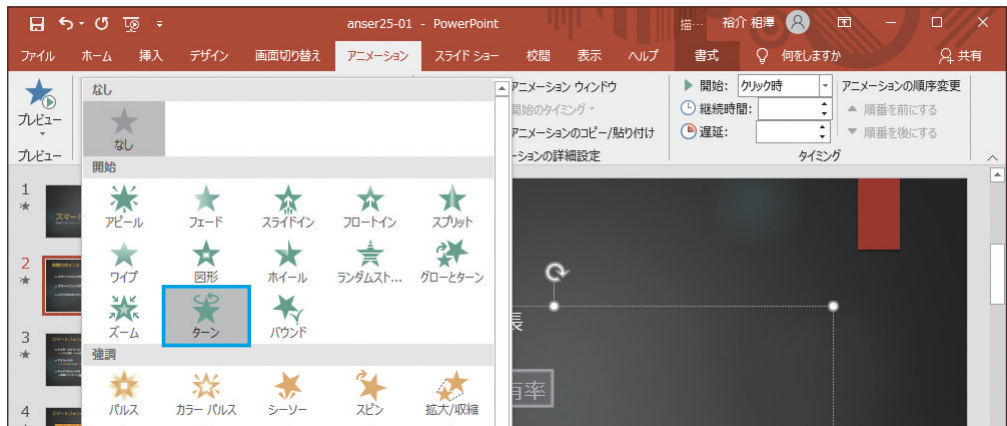 anser25-01 - PowerPoint
描… 裕介 相澤
ファイル ホーム 挿入 デザイン 画面切り替え アニメーション スライド ショー 校閲 表示 ヘルプ 書式 何をしますか 共有
プレビュー
プレビュー
なし
なし
開始
アピール フェード スライドイン フロートイン スプリット
ワイプ 図形 ホイール ランダムスト... グローとターン
ズーム ターン バウンド
強調
パルス カラー パルス シーソー スピン 拡大/収縮
アニメーション ウィンドウ
開始のタイミング
アニメーションのコピー/貼り付け
ションの詳細設定
開始: クリック時
継続時間:
遅延:
アニメーションの順序変更
順番を前にする
順番を後にする
タイミング
1
2
3
4
長
有率